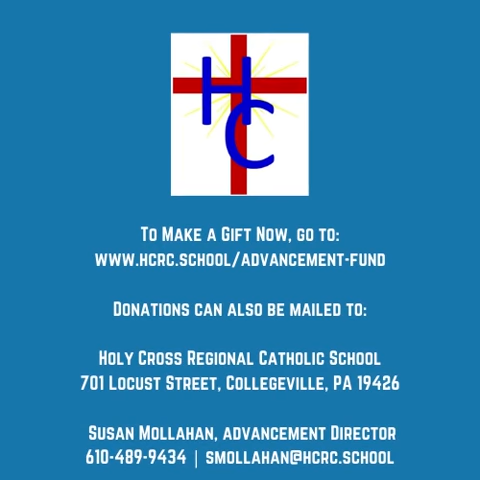 HC
To Make a Gift Now, go to:
www.hcrc.school/advancement-fund
Donations can also be mailed to:
Holy Cross Regional Catholic School
701 Locust Street, Collegeville, PA 19426
Susan Mollahan, advancement Director
610-489-9434 | smollahan@hcrc.school